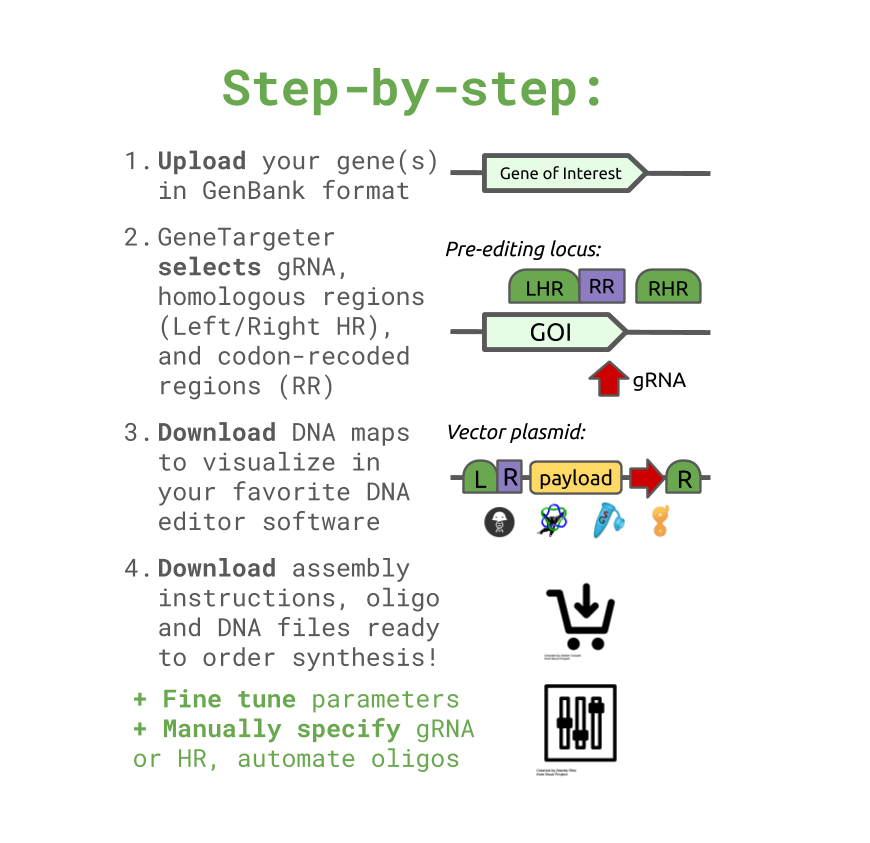 Step-by-step:
1. Upload your gene(s)
in GenBank format
Gene of Interest
2. GeneTargeter
selects gRNA,
homologous regions
(Left/Right HR),
and codon-recoded
regions (RR)
Pre-editing locus:
LHR RR RHR
GOI
gRNA
3. Download DNA maps
to visualize in
your favorite DNA
editor software
Vector plasmid:
L R payload R
4. Download assembly
instructions, oligo
and DNA files ready
to order synthesis!
+ Fine tune parameters
+ Manually specify gRNA
or HR, automate oligos
from Noun Project